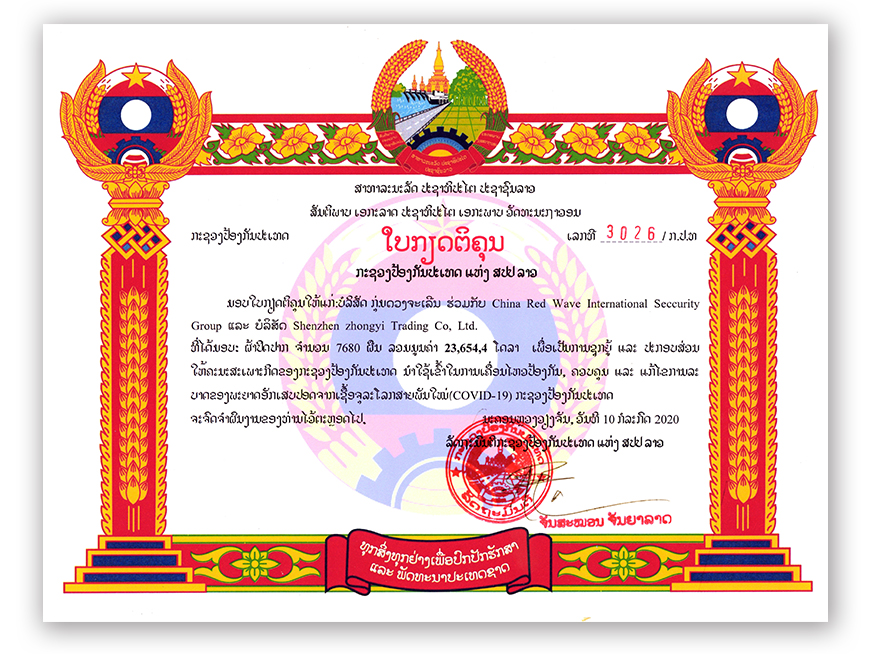 ສາທາລະນະລັດ ປະຊາທິປະໄຕ ປະຊາຊົນລາວ
ສັນຕິພາບ ເອກະລາດ ປະຊາທິປະໄຕ ເອກະພາບ ວັດທະນະຖາວອນ
ກະຊວງປ້ອງກັນປະເທດ
ເລກທີ 3026 / ກ.ປ.ທ
ໃບກຽດຕິຄຸນ
ກະຊວງປ້ອງກັນປະເທດ ແຫ່ງ ສປປ ລາວ
ມອບໃບກຽດຕິຄຸນໃຫ້ແກ່: ບໍລິສັດ ກຸ່ນດວງຈະເລີນ ຮ່ວມກັບ China Red Wave International Seccurity
Group ແລະ ບໍລິສັດ Shenzhen zhongyi Trading Co, Ltd.
ທີ່ໄດ້ມອບ: ຜ້າປິດປາກ ຈໍານວນ 7680 ຜືນ ລວມມູນຄ່າ 23,654,4 ໂດລາ ເພື່ອເປັນການຊຸກຍູ້ ແລະ ປະກອບສ່ວນ
ໃຫ້ຄະນະສະເພາະກິດຂອງກະຊວງປ້ອງກັນປະເທດ ນໍາໃຊ້ເຂົ້າໃນການເຄື່ອນໄຫວປ້ອງກັນ, ຄວບຄຸມ ແລະ ແກ້ໄຂການລະ
ບາດຂອງພະຍາດອັກເສບປອດຈາກເຊື້ອຈຸລະໂລກສາຍພັນໃໝ່(COVID-19) ກະຊວງປ້ອງກັນປະເທດ
ຈະຈົດຈໍາຜົນງານຂອງທ່ານໄວ້ຕະຫຼອດໄປ.
ນະຄອນຫຼວງວຽງຈັນ, ວັນທີ 10 ກໍລະກົດ 2020
ລັດຖະມົນຕີກະຊວງປ້ອງກັນປະເທດ ແຫ່ງ ສປປ ລາວ
ລັດຖະມົນຕີ
ຈັນສະໝອນ ຈັນຍາລາດ
ທຸກສິ່ງທຸກຢ່າງເພື່ອປົກປັກຮັກສາ
ແລະ ພັດທະນາປະເທດຊາດ